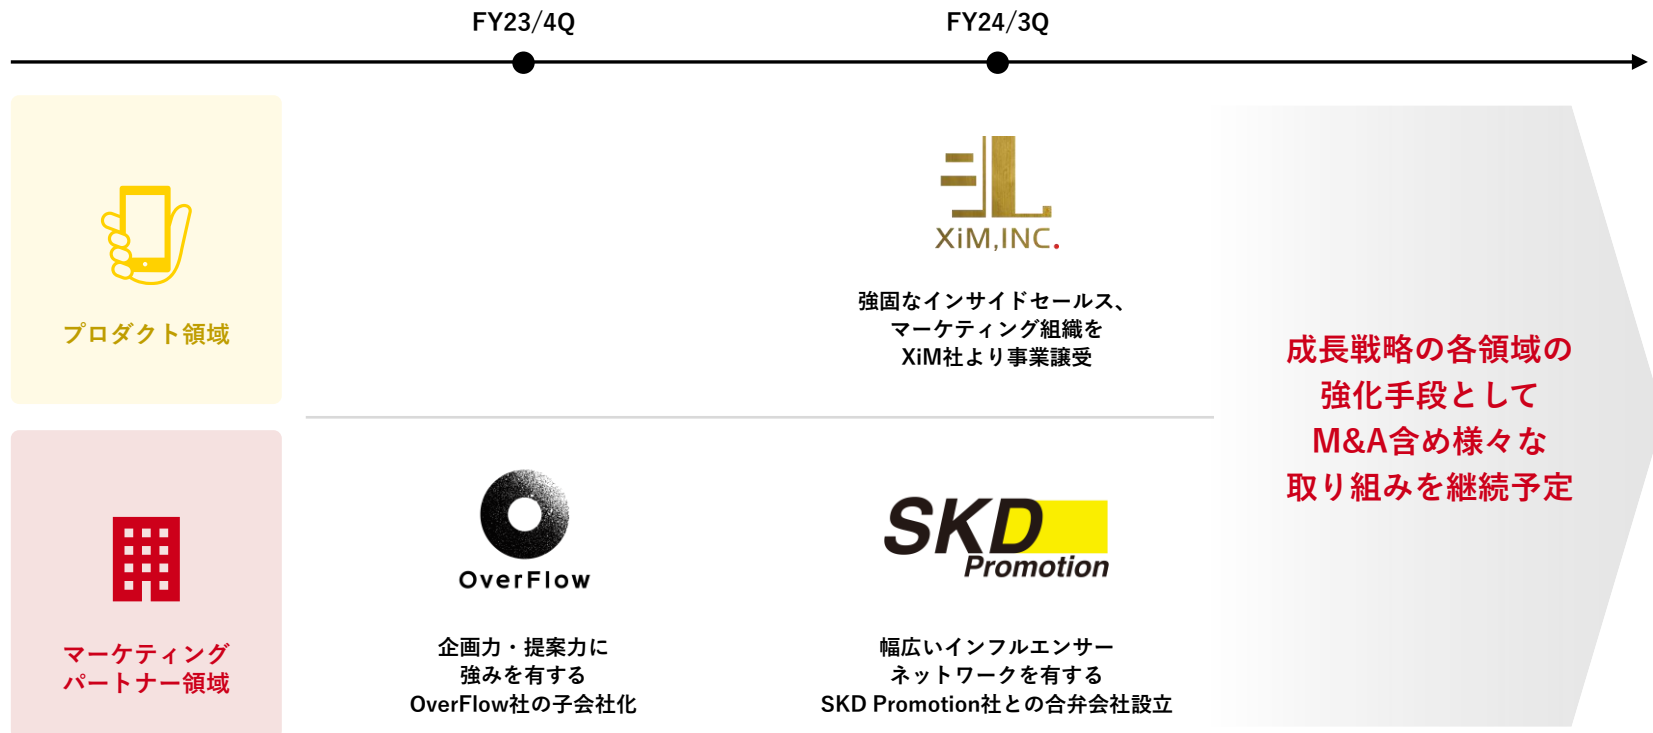 FY23/4Q
FY24/3Q
プロダクト領域
XiM,INC.
強固なインサイドセールス、
マーケティング組織を
XiM社より事業譲受
マーケティング
パートナー領域
OverFlow
企画力・提案力に
強みを有する
OverFlow社の子会社化
SKD
Promotion
幅広いインフルエンサー
ネットワークを有する
SKD Promotion社との合弁会社設立
成長戦略の各領域の
強化手段として
M&A含め様々な
取り組みを継続予定